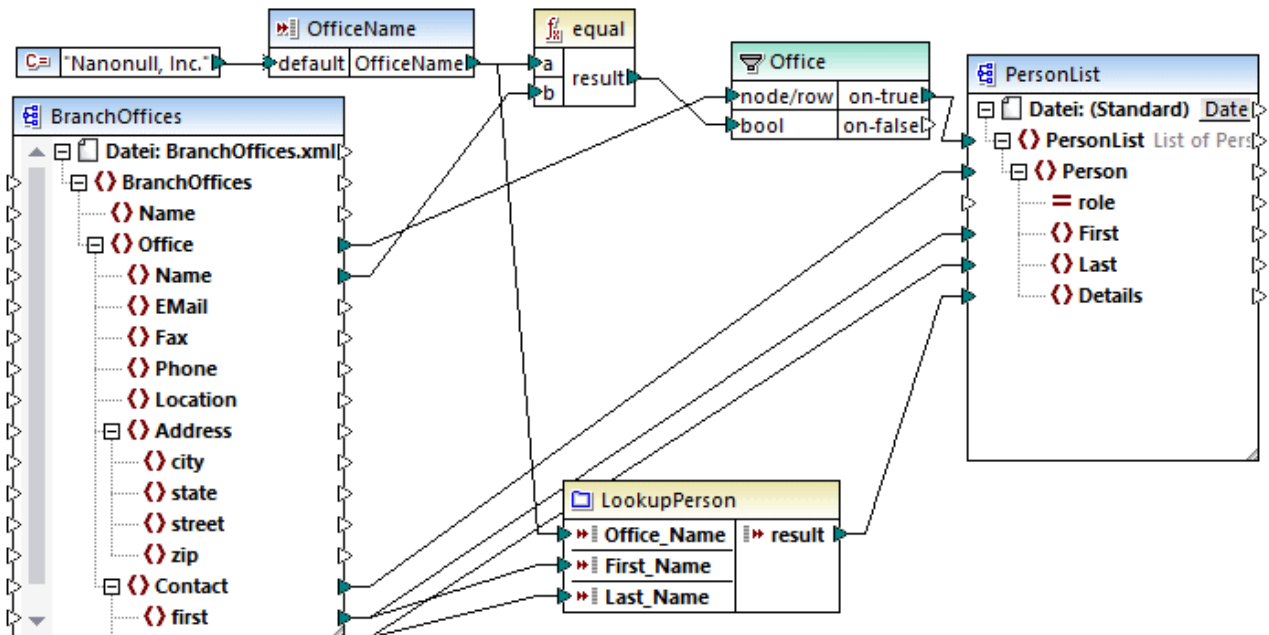 OfficeName
C= "Nanonull, Inc."
default OfficeName
equal
a
b
result
Office
node/row on-true
bool on-false
PersonList
Datei: (Standard) Date
PersonList List of Pers
Person
role
First
Last
Details
BranchOffices
Datei: BranchOffices.xml
BranchOffices
Name
Office
Name
EMail
Fax
Phone
Location
Address
city
state
street
zip
Contact
first
LookupPerson
Office_Name result
First_Name
Last_Name